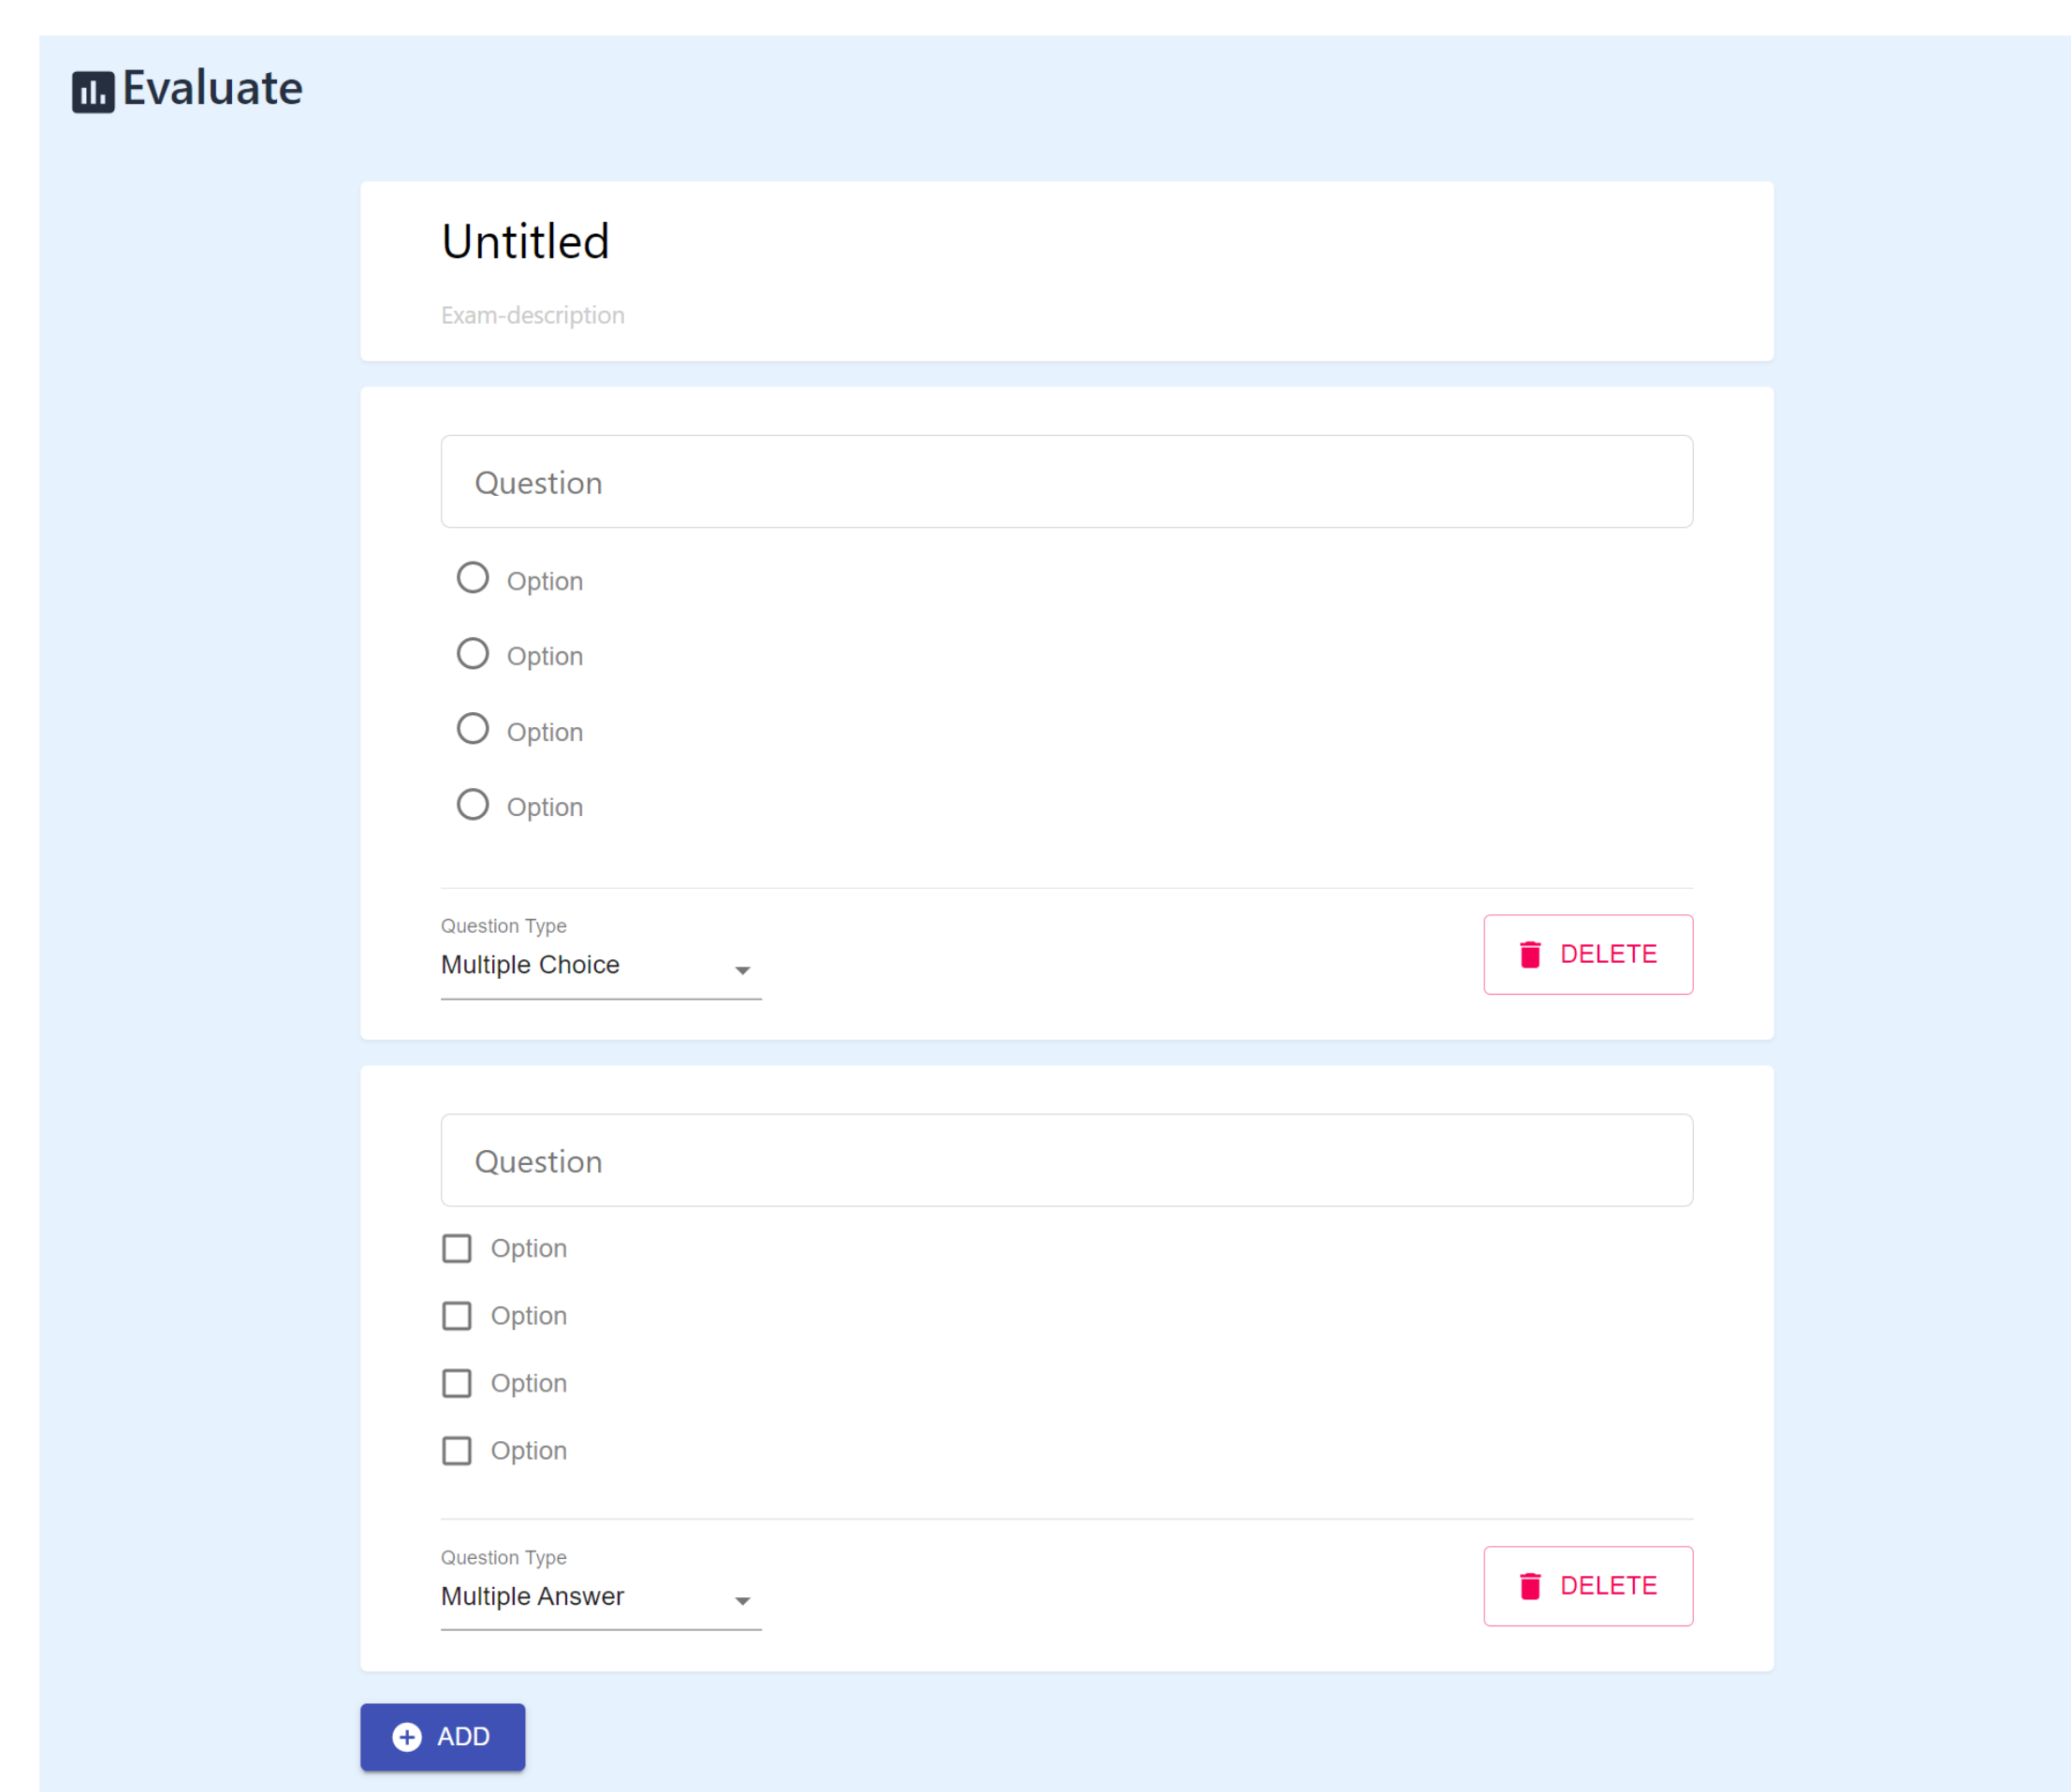 Evaluate
Untitled
Exam-description
Question
Option
Option
Option
Option
Question Type
Multiple Choice
DELETE
Question
Option
Option
Option
Option
Question Type
Multiple Answer
DELETE
ADD